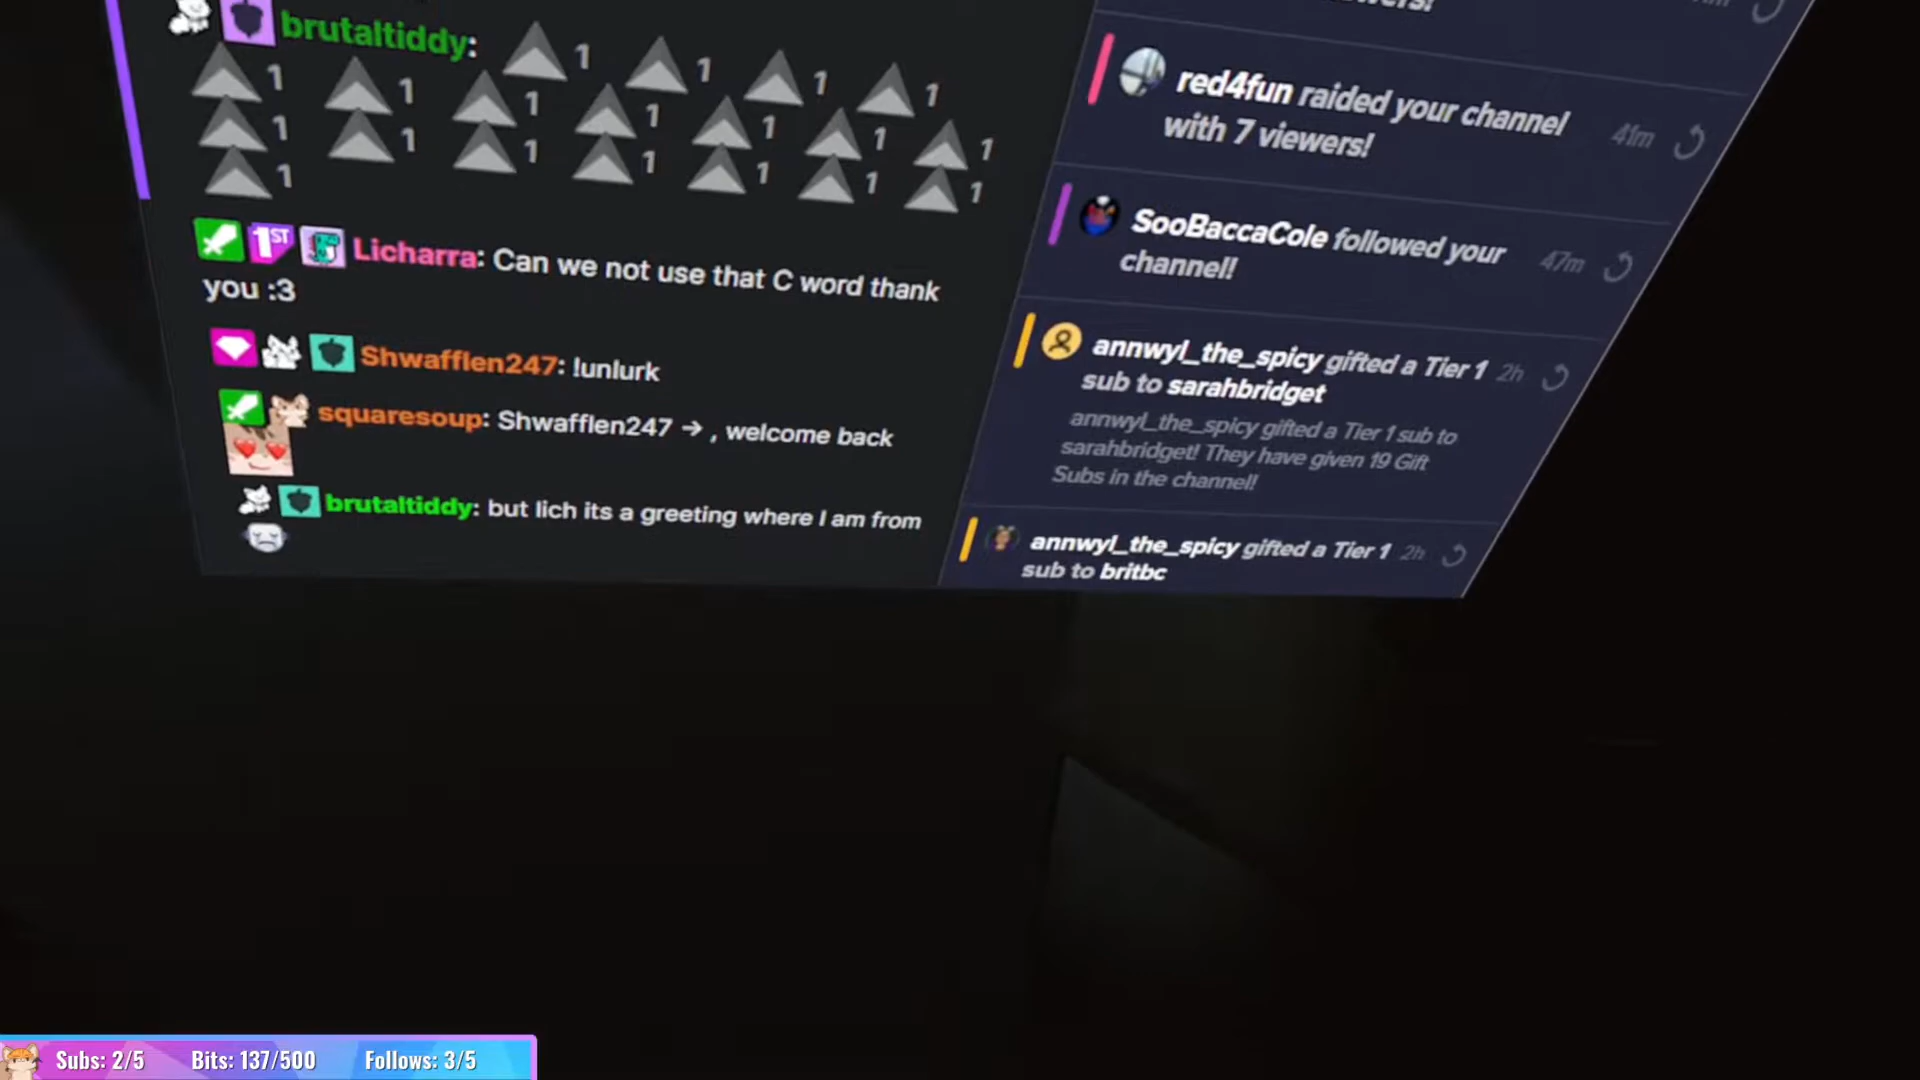 brutaltiddy: 1 1 1 1
1 1 1 1 1 1 1
1 1 1 1 1 1 1
1
Licharra: Can we not use that C word thank
you :3
Shwafflen247: !unlurk
squaresoup: Shwafflen247 → , welcome back
brutaltiddy: but lich its a greeting where I am from
red4fun raided your channel 41m
with 7 viewers!
SooBaccaCole followed your 47m
channel!
annwyl_the_spicy gifted a Tier 1 2h
sub to sarahbridget
annwyl_the_spicy gifted a Tier 1 sub to
sarahbridget! They have given 19 Gift
Subs in the channel!
annwyl_the_spicy gifted a Tier 1 2h
sub to britbc
1ST
Subs: 2/5 Bits: 137/500 Follows: 3/5